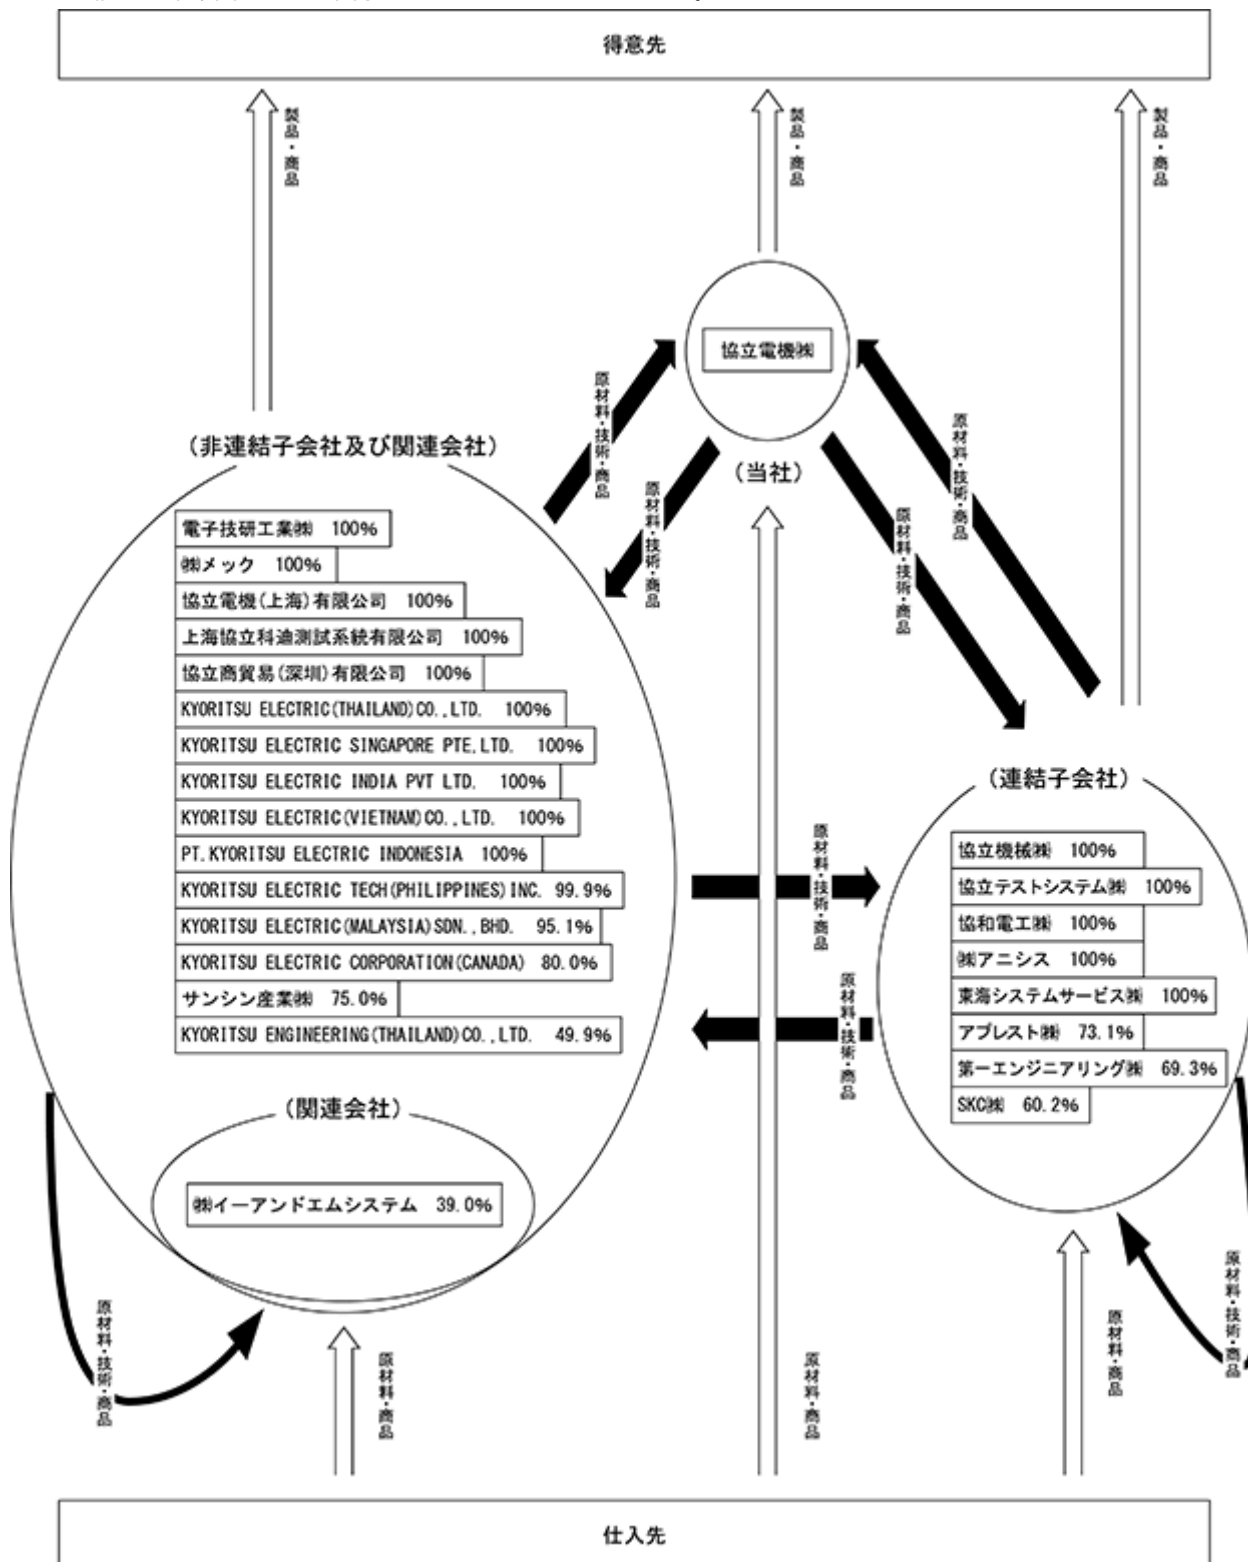 得意先
製品・商品
製品・商品
製品・商品
協立電機㈱
(当社)
原材料・技術・商品
原材料・技術・商品
原材料・技術・商品
原材料・技術・商品
(非連結子会社及び関連会社)
電子技研工業㈱ 100%
㈱メック 100%
協立電機(上海)有限公司 100%
上海協立科迪測試系統有限公司 100%
協立商貿易(深圳)有限公司 100%
KYORITSU ELECTRIC(THAILAND)CO.,LTD. 100%
KYORITSU ELECTRIC SINGAPORE PTE,LTD. 100%
KYORITSU ELECTRIC INDIA PVT LTD. 100%
KYORITSU ELECTRIC(VIETNAM)CO.,LTD. 100%
PT.KYORITSU ELECTRIC INDONESIA 100%
KYORITSU ELECTRIC TECH(PHILIPPINES)INC. 99.9%
KYORITSU ELECTRIC(MALAYSIA)SDN.,BHD. 95.1%
KYORITSU ELECTRIC CORPORATION(CANADA) 80.0%
サンシン産業㈱ 75.0%
KYORITSU ENGINEERING(THAILAND)CO.,LTD. 49.9%
(関連会社)
㈱イーアンドエムシステム 39.0%
原材料・技術・商品
原材料・技術・商品
(連結子会社)
協立機械㈱ 100%
協立テストシステム㈱ 100%
協和電工㈱ 100%
㈱アニシス 100%
東海システムサービス㈱ 100%
アプレスト㈱ 73.1%
第一エンジニアリング㈱ 69.3%
SKC㈱ 60.2%
原材料・技術・商品
原材料・技術・商品
原材料・商品
原材料・商品
原材料・商品
仕入先